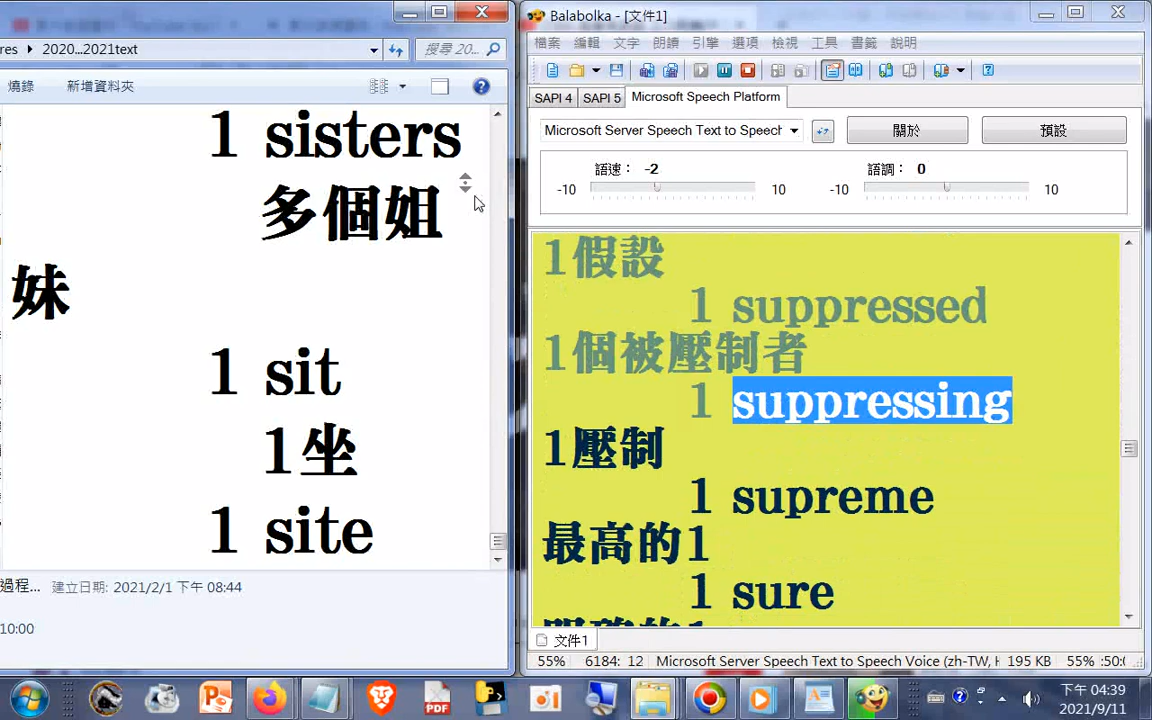 res ▸ 2020...2021text
搜尋 20...
燒錄
新增資料夾
1 sisters
多個姐
妹
1 sit
1坐
1 site
過程...
建立日期: 2021/2/1 下午 08:44
10:00
Balabolka - [文件1]
檔案 編輯 文字 朗讀 引擎 選項 檢視 工具 書籤 說明
SAPI 4 SAPI 5 Microsoft Speech Platform
Microsoft Server Speech Text to Speech
關於
預設
語速： -2
語調： 0
-10 10 -10 10
1假設
1 suppressed
1個被壓制者
1 suppressing
1壓制
1 supreme
最高的1
1 sure
文件1
55% 6184: 12 Microsoft Server Speech Text to Speech Voice (zh-TW, H 195 KB 55% :50:
PDF
下午 04:39
2021/9/11